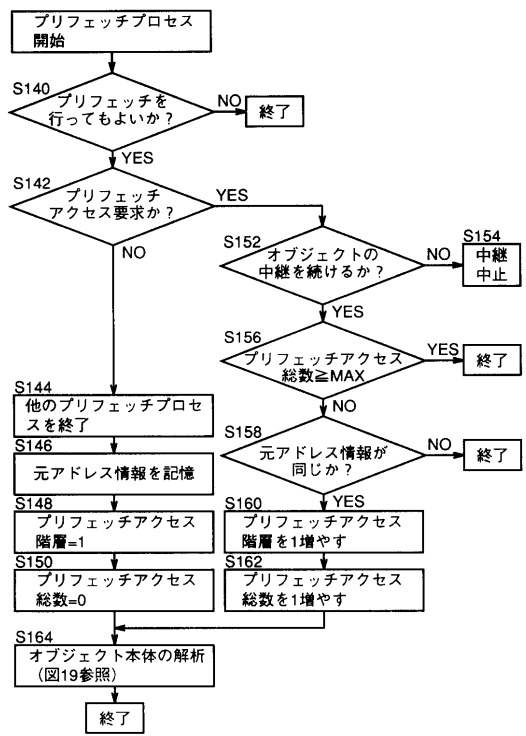 プリフェッチプロセス
開始
S140
プリフェッチを
行ってもよいか？
NO
終了
YES
S142
プリフェッチ
アクセス要求か？
YES
NO
S152
オブジェクトの
中継を続けるか？
NO
S154
中継
中止
YES
S156
プリフェッチアクセス
総数≧MAX
YES
終了
NO
S144
他のプリフェッチプロセ
スを終了
S158
元アドレス情報が
同じか？
NO
終了
YES
S146
元アドレス情報を記憶
S148
プリフェッチアクセス
階層=1
S160
プリフェッチアクセス
階層を1増やす
S150
プリフェッチアクセス
総数=0
S162
プリフェッチアクセス
総数を1増やす
S164
オブジェクト本体の解析
（図19参照）
終了